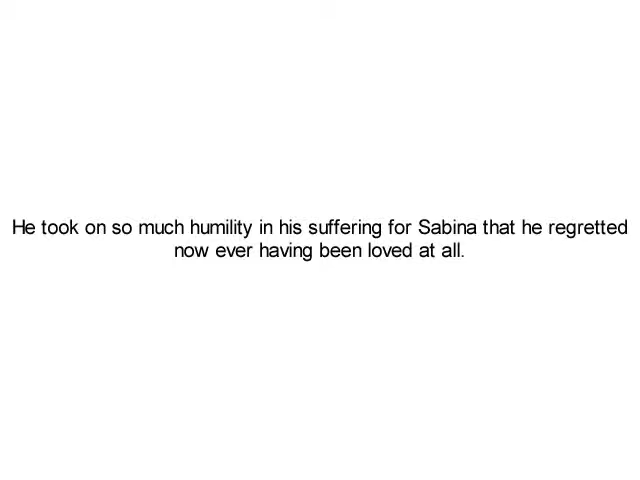 He took on so much humility in his suffering for Sabina that he regretted
now ever having been loved at all.